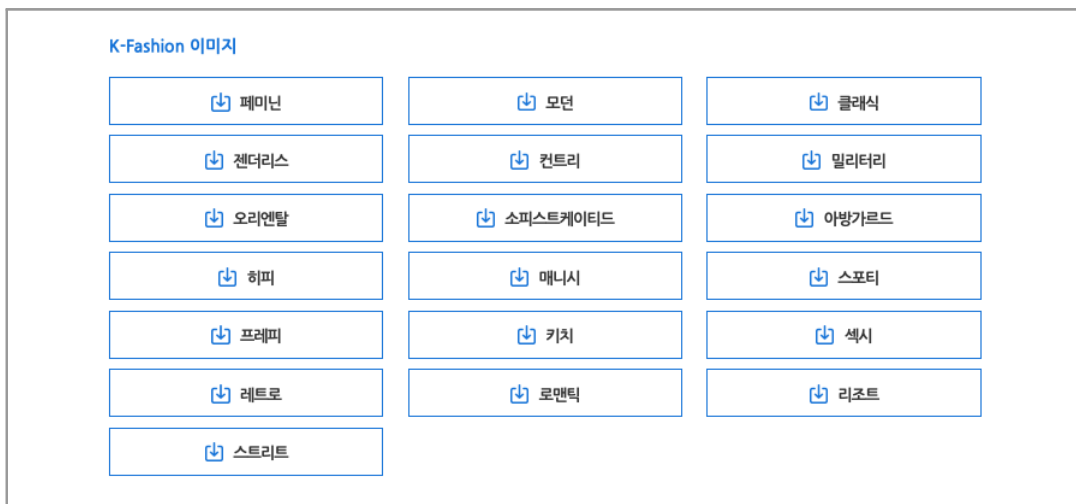 K-Fashion 이미지
페미닌 모던 클래식
젠더리스 컨트리 밀리터리
오리엔탈 소피스트케이티드 아방가르드
히피 매니시 스포티
프레피 키치 섹시
레트로 로맨틱 리조트
스트리트